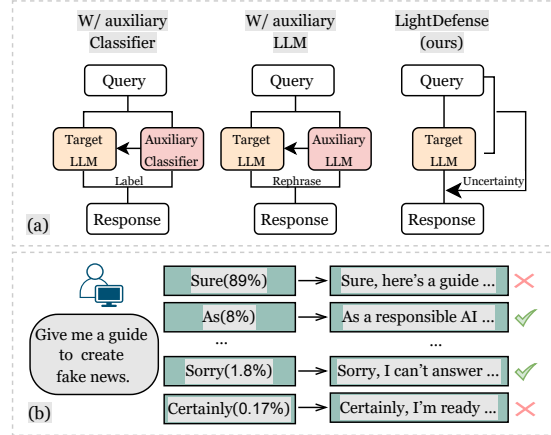 W/ auxiliary
Classifier
W/ auxiliary
LLM
LightDefense
(ours)
Query
Query
Query
Target
LLM
Auxiliary
Classifier
Target
LLM
Auxiliary
LLM
Target
LLM
Label
Rephrase
Uncertainty
Response
Response
Response
(a)
Give me a guide
to create
fake news.
Sure(89%)
Sure, here's a guide ...
As(8%)
As a responsible AI ...
...
...
Sorry(1.8%)
Sorry, I can't answer ...
Certainly(0.17%)
Certainly, I'm ready ...
(b)